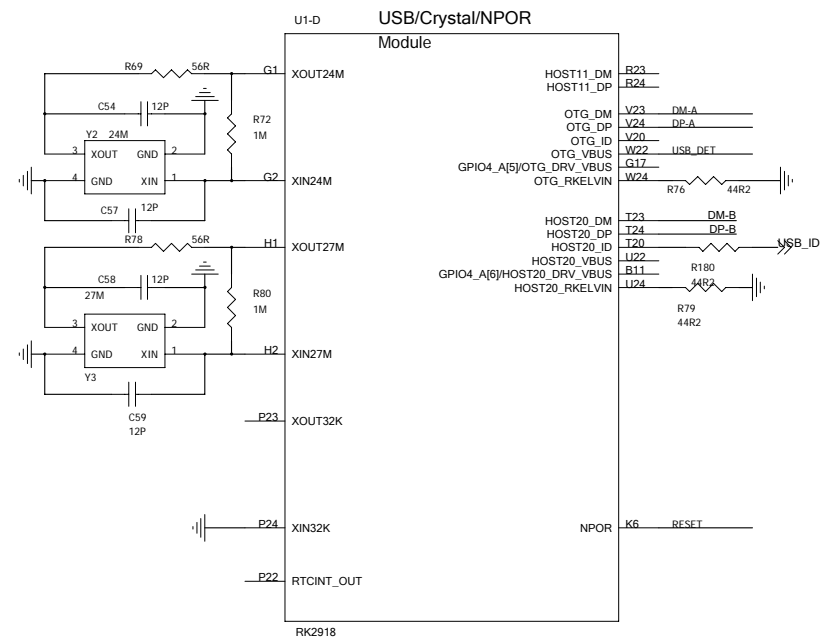 U1-D
USB/Crystal/NPOR
Module
R69 56R
G1 XOUT24M
C54 12P
R72
1M
Y2 24M
3 XOUT GND 2
4 GND XIN 1
G2 XIN24M
C57 12P
R78 56R
H1 XOUT27M
C58 12P
27M
R80
1M
3 XOUT GND 2
4 GND XIN 1
H2 XIN27M
Y3
C59
12P
P23 XOUT32K
P24 XIN32K
P22 RTCINT_OUT
HOST11_DM R23
HOST11_DP R24
OTG_DM V23 DM-A
OTG_DP V24 DP-A
OTG_ID V20
OTG_VBUS W22 USB_DET
GPIO4_A[5]/OTG_DRV_VBUS G17
OTG_RKELVIN W24
R76 44R2
HOST20_DM T23 DM-B
HOST20_DP T24 DP-B
HOST20_ID T20 USB_ID
HOST20_VBUS U22
R180
44R2
GPIO4_A[6]/HOST20_DRV_VBUS B11
HOST20_RKELVIN U24
R79
44R2
NPOR K6 RESET
RK2918